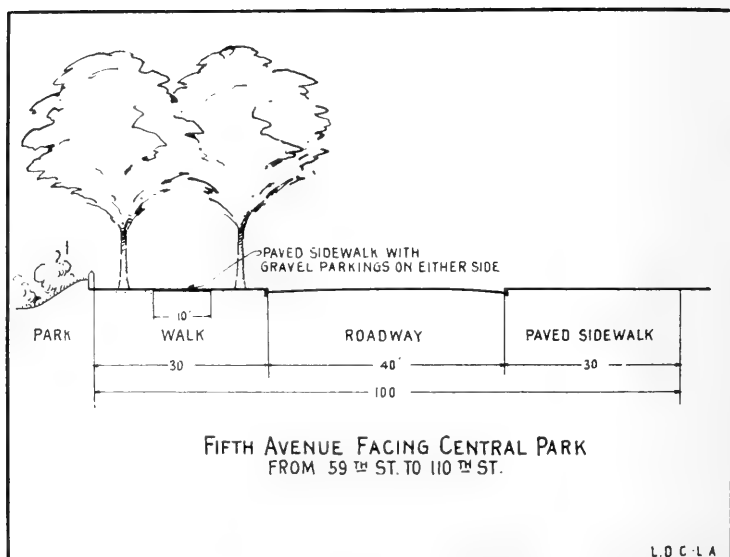 PAVED SIDEWALK WITH
GRAVEL PARKINGS ON EITHER SIDE
10'
PARK WALK ROADWAY PAVED SIDEWALK
30 40' 30
100
FIFTH AVENUE FACING CENTRAL PARK
FROM 59TH ST. TO 110TH ST.
L.D.C-L A